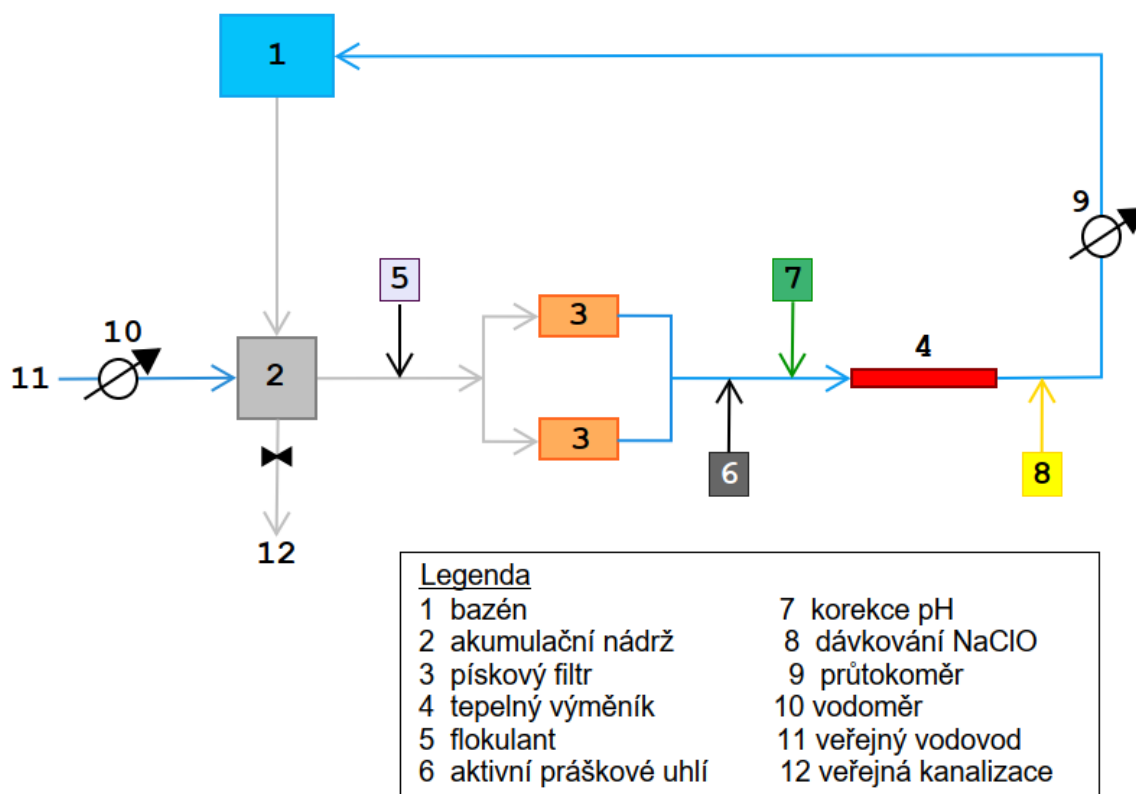 1
9
5
7
10
3
4
11
2
3
6
8
12
Legenda
1 bazén
2 akumulační nádrž
3 pískový filtr
4 tepelný výměník
5 flokulant
6 aktivní práškové uhlí
7 korekce pH
8 dávkování NaClO
9 průtokoměr
10 vodoměr
11 veřejný vodovod
12 veřejná kanalizace